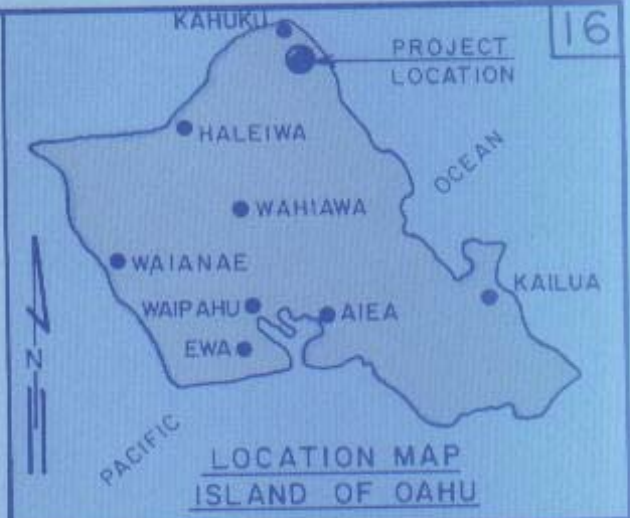 KAHUKU
16
PROJECT
LOCATION
HALEIWA
OCEAN
WAHIAWA
WAIANAE
KAILUA
WAIPAHU
AIEA
EWA
N
PACIFIC
LOCATION MAP
ISLAND OF OAHU